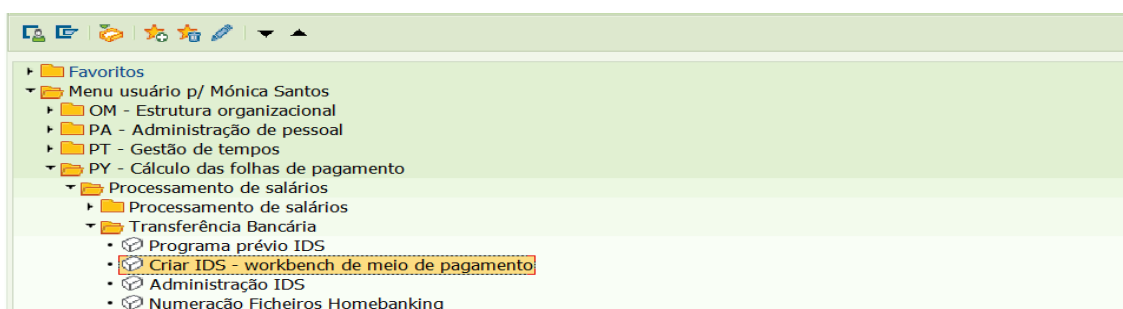 Favoritos
Menu usuário p/ Mónica Santos
OM - Estrutura organizacional
PA - Administração de pessoal
PT - Gestão de tempos
PY - Cálculo das folhas de pagamento
Processamento de salários
Processamento de salários
Transferência Bancária
Programa prévio IDS
Criar IDS - workbench de meio de pagamento
Administração IDS
Numeração Ficheiros Homebanking